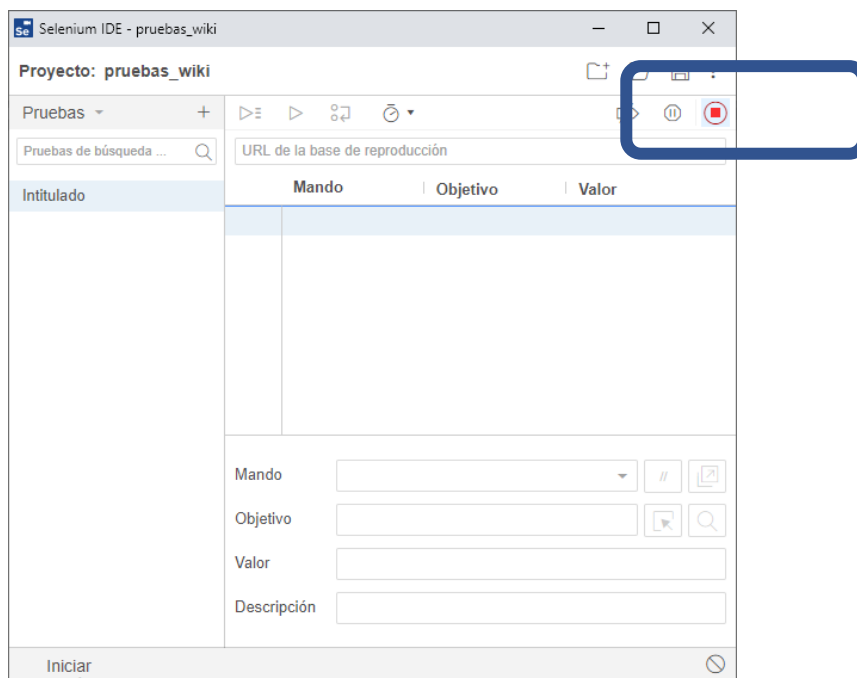 Se Selenium IDE - pruebas_wiki
Proyecto: pruebas_wiki
Pruebas
Pruebas de búsqueda ...
URL de la base de reproducción
Mando Objetivo Valor
Intitulado
Mando
//
Objetivo
Valor
Descripción
Iniciar